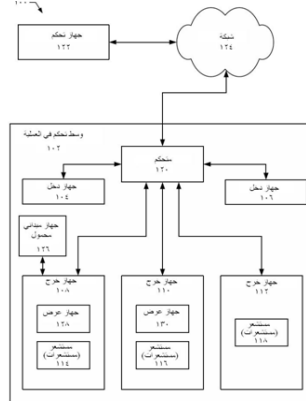 ١٠٠
جهاز تحكم
١٢٢
شبكة
١٢٤
وسط تحكم في العملية
١٠٢
متحكم
١٢٠
جهاز دخل
١٠٤
جهاز دخل
١٠٦
جهاز ميداني
محمول
١٢٦
جهاز خرج
١٠٨
جهاز عرض
١٢٨
مستشعر
(مستشعرات)
١١٤
جهاز خرج
١١٠
جهاز عرض
١٣٠
مستشعر
(مستشعرات)
١١٦
جهاز خرج
١١٢
مستشعر
(مستشعرات)
١١٨